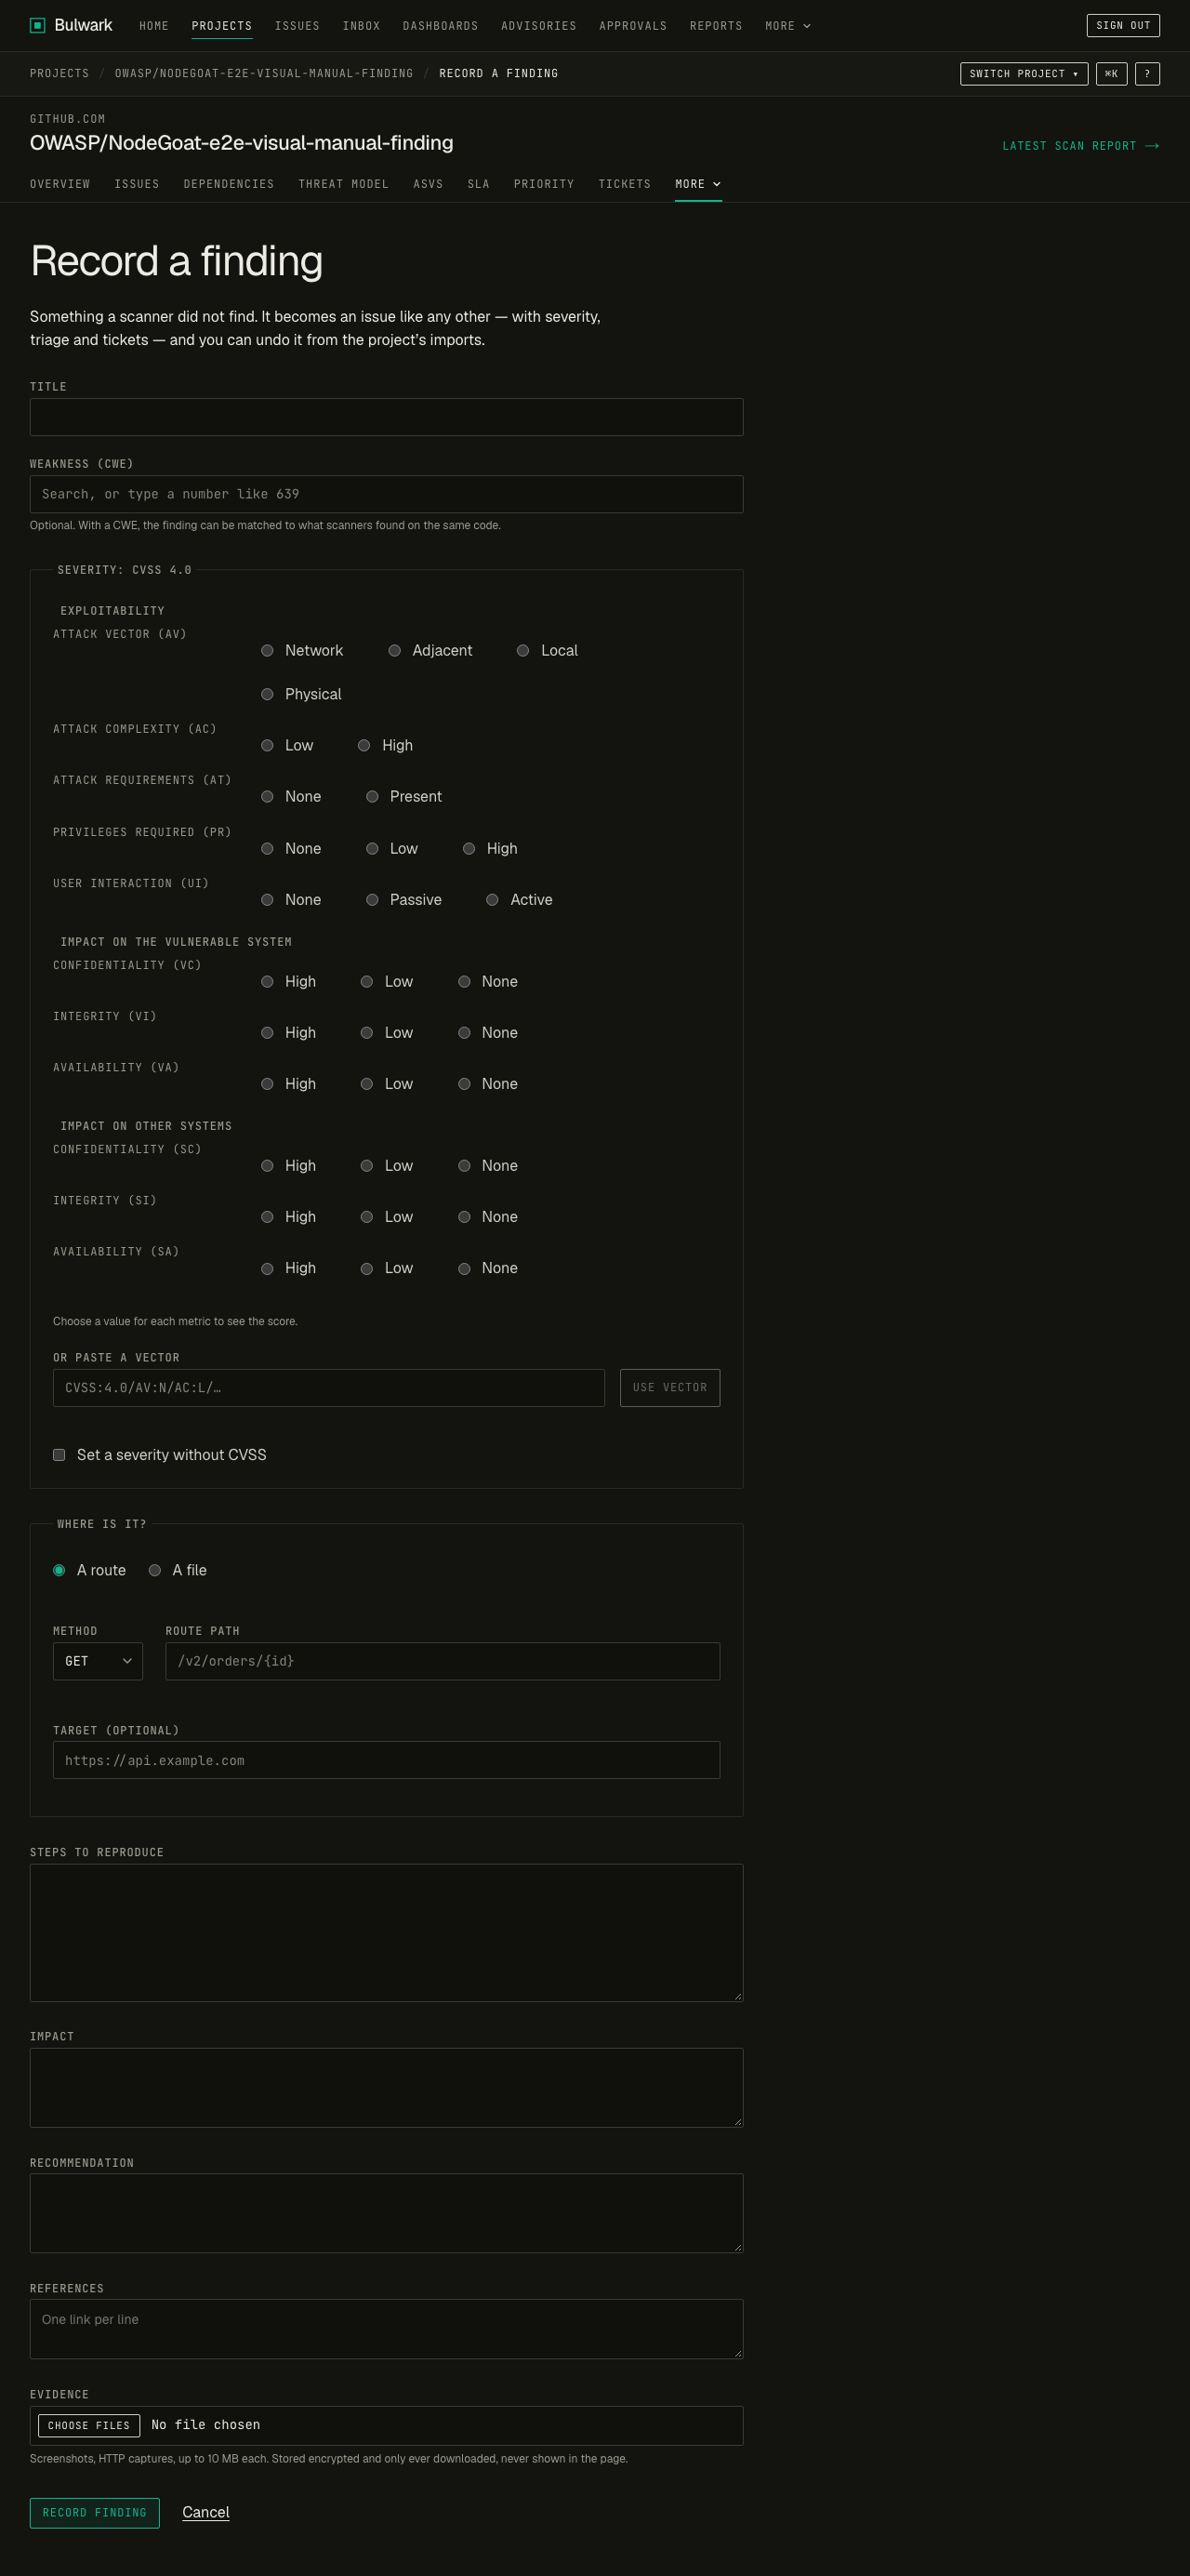 Bulwark HOME PROJECTS ISSUES INBOX DASHBOARDS ADVISORIES APPROVALS REPORTS MORE SIGN OUT
PROJECTS / OWASP/NODEGOAT-E2E-VISUAL-MANUAL-FINDING / RECORD A FINDING SWITCH PROJECT ▾ ⌘K ?
GITHUB.COM
OWASP/NodeGoat-e2e-visual-manual-finding
LATEST SCAN REPORT →
OVERVIEW ISSUES DEPENDENCIES THREAT MODEL ASVS SLA PRIORITY TICKETS MORE
Record a finding
Something a scanner did not find. It becomes an issue like any other — with severity,
triage and tickets — and you can undo it from the project’s imports.
TITLE
WEAKNESS (CWE)
Search, or type a number like 639
Optional. With a CWE, the finding can be matched to what scanners found on the same code.
SEVERITY: CVSS 4.0
EXPLOITABILITY
ATTACK VECTOR (AV)
Network Adjacent Local
Physical
ATTACK COMPLEXITY (AC)
Low High
ATTACK REQUIREMENTS (AT)
None Present
PRIVILEGES REQUIRED (PR)
None Low High
USER INTERACTION (UI)
None Passive Active
IMPACT ON THE VULNERABLE SYSTEM
CONFIDENTIALITY (VC)
High Low None
INTEGRITY (VI)
High Low None
AVAILABILITY (VA)
High Low None
IMPACT ON OTHER SYSTEMS
CONFIDENTIALITY (SC)
High Low None
INTEGRITY (SI)
High Low None
AVAILABILITY (SA)
High Low None
Choose a value for each metric to see the score.
OR PASTE A VECTOR
CVSS:4.0/AV:N/AC:L/… USE VECTOR
Set a severity without CVSS
WHERE IS IT?
A route A file
METHOD ROUTE PATH
GET /v2/orders/{id}
TARGET (OPTIONAL)
https://api.example.com
STEPS TO REPRODUCE
IMPACT
RECOMMENDATION
REFERENCES
One link per line
EVIDENCE
CHOOSE FILES No file chosen
Screenshots, HTTP captures, up to 10 MB each. Stored encrypted and only ever downloaded, never shown in the page.
RECORD FINDING Cancel